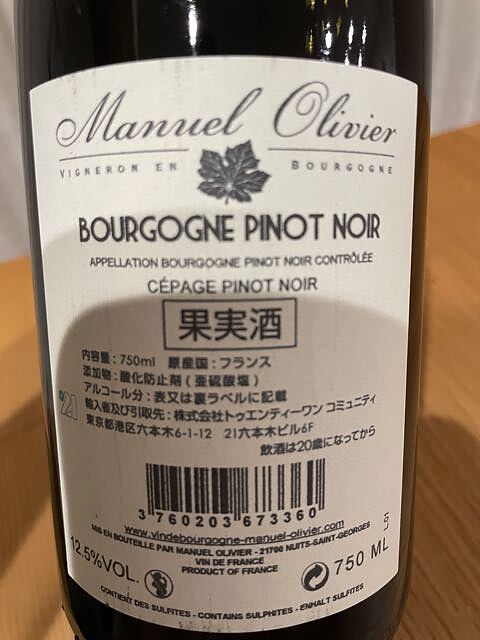 Manuel Olivier
VIGNERON EN BOURGOGNE
BOURGOGNE PINOT NOIR
APPELLATION BOURGOGNE PINOT NOIR CONTRÔLÉE
CÉPAGE PINOT NOIR
果実酒
内容量：750ml 原産国：フランス
添加物：酸化防止剤（亜硫酸塩）
アルコール分：表又は裏ラベルに記載
輸入者及び引取先：株式会社トゥエンティーワン コミュニティ
東京都港区六本木6-1-12 21六本木ビル6F
飲酒は20歳になってから
'21
3 760203 673360
www.vindebourgogne-manuel-olivier.com
MIS EN BOUTEILLE PAR MANUEL OLIVIER - 21700 NUITS-SAINT-GEORGES
VIN DE FRANCE
PRODUCT OF FRANCE
12.5%VOL.
750 ML
CONTIENT DES SULFITES - CONTAINS SULPHITES - ENHALT SULFITES